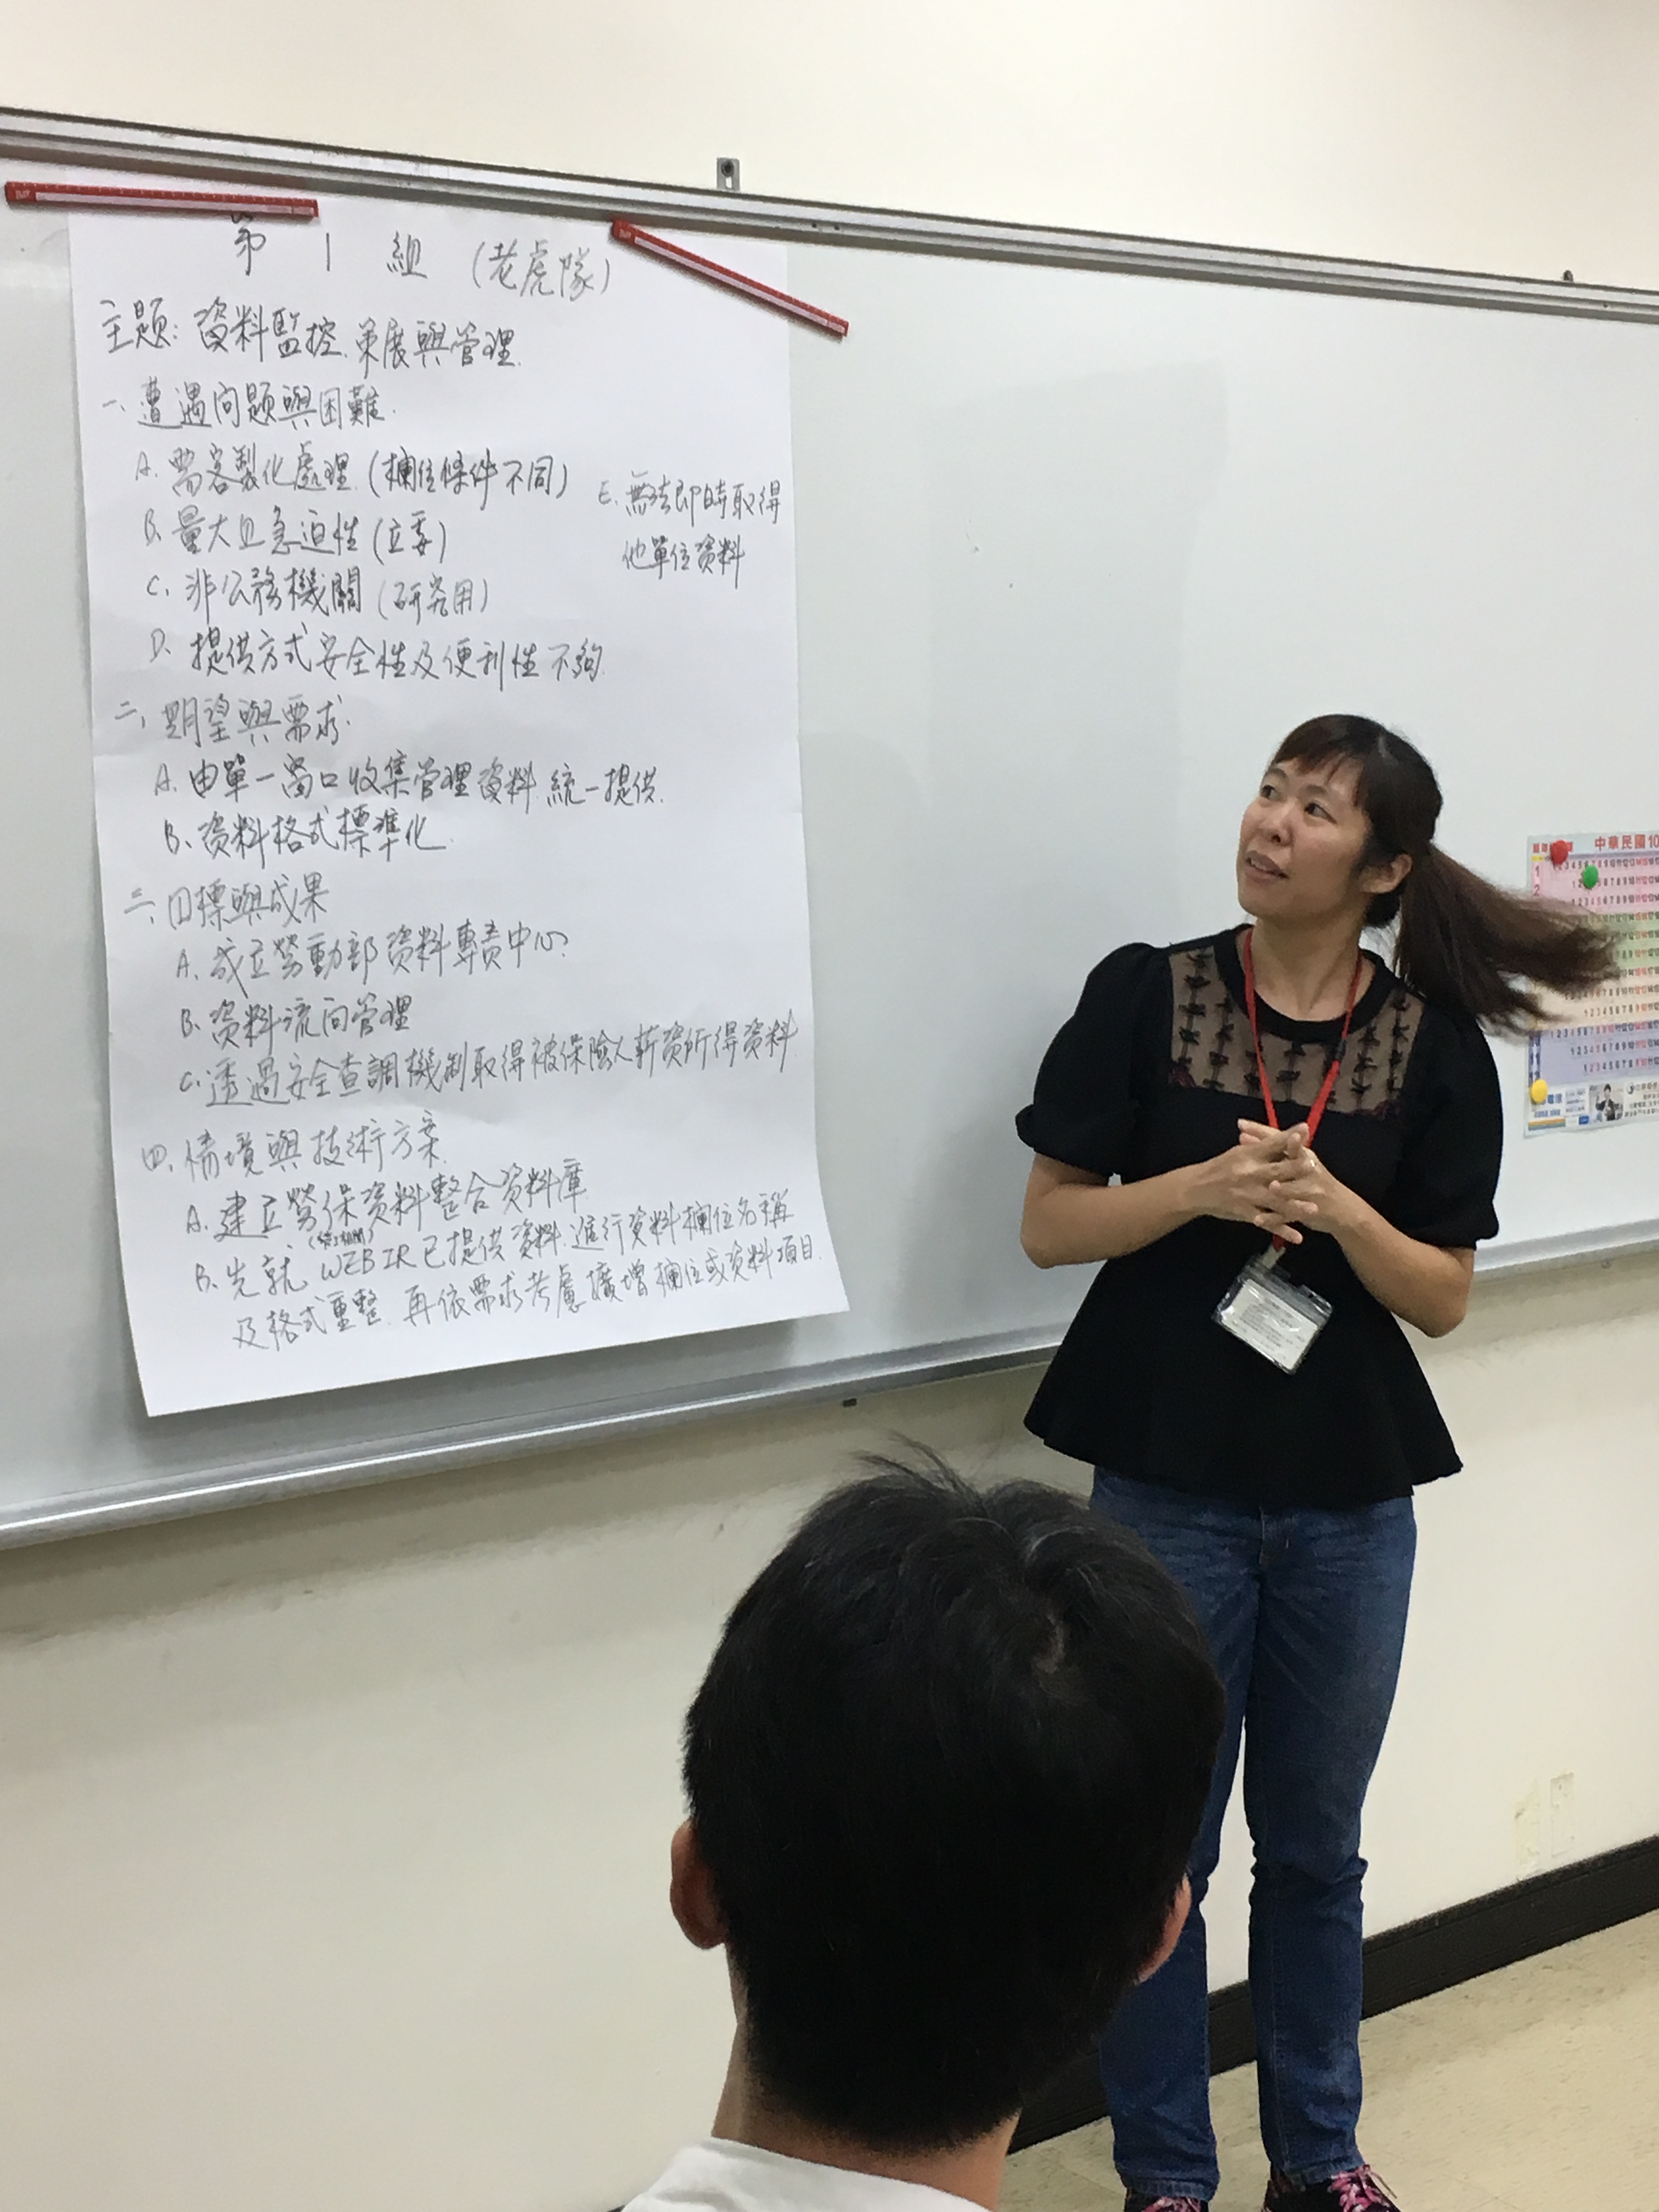 第 1 組 (老虎隊)
主題: 資料監控、策展與管理
一、遭遇問題與困難
A. 需客製化處理 (欄位條件不同)
B. 量大且急迫性 (立委)
C. 非公務機關 (研究用)
D. 提供方式安全性及便利性不夠
E. 無法即時取得
他單位資料
二、期望與需求
A. 由單一窗口收集管理資料 統一提供
B. 資料格式標準化
三、目標與成果
A. 成立勞動部資料專責中心
B. 資料流向管理
C. 透過安全查調機制取得被保險人薪資所得資料
四、情境與技術方案
A. 建立勞保資料整合資料庫
B. 先就 WEB IR 已提供資料 進行資料欄位名稱
及格式重整 再依需求考慮擴增欄位或資料項目
中華民國10